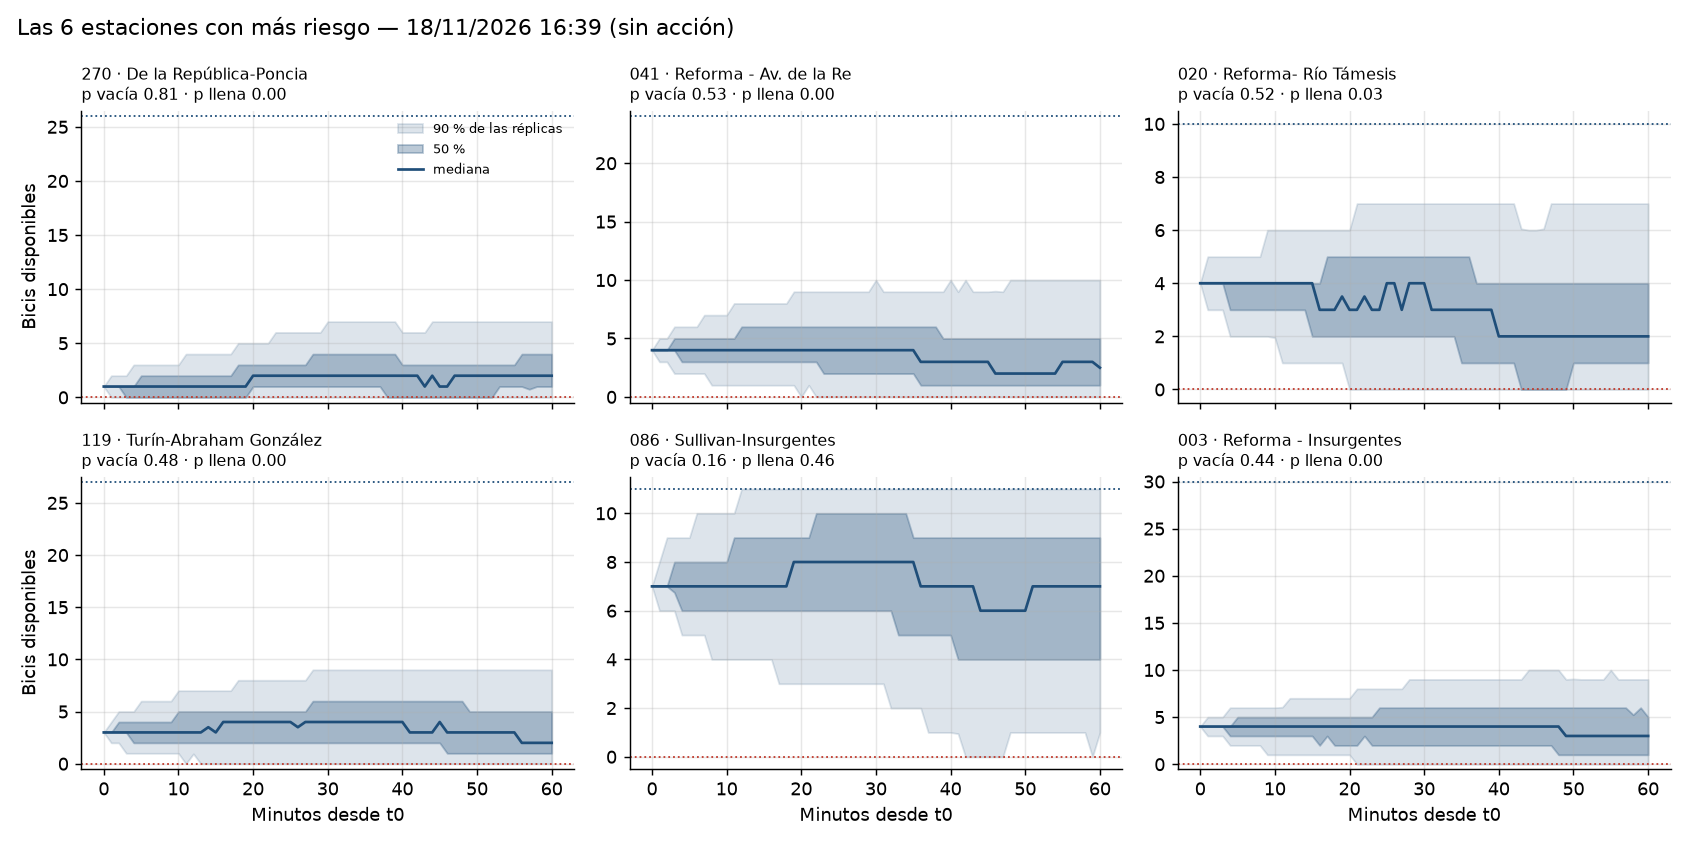 Las 6 estaciones con más riesgo — 18/11/2026 16:39 (sin acción)
270 · De la República-Poncia
p vacía 0.81 · p llena 0.00
25
20
15
10
5
0
Bicis disponibles
90 % de las réplicas
50 %
mediana
041 · Reforma - Av. de la Re
p vacía 0.53 · p llena 0.00
20
15
10
5
0
020 · Reforma- Río Támesis
p vacía 0.52 · p llena 0.03
10
8
6
4
2
0
119 · Turín-Abraham González
p vacía 0.48 · p llena 0.00
25
20
15
10
5
0
Bicis disponibles
0 10 20 30 40 50 60
Minutos desde t0
086 · Sullivan-Insurgentes
p vacía 0.16 · p llena 0.46
10
8
6
4
2
0
0 10 20 30 40 50 60
Minutos desde t0
003 · Reforma - Insurgentes
p vacía 0.44 · p llena 0.00
30
25
20
15
10
5
0
0 10 20 30 40 50 60
Minutos desde t0